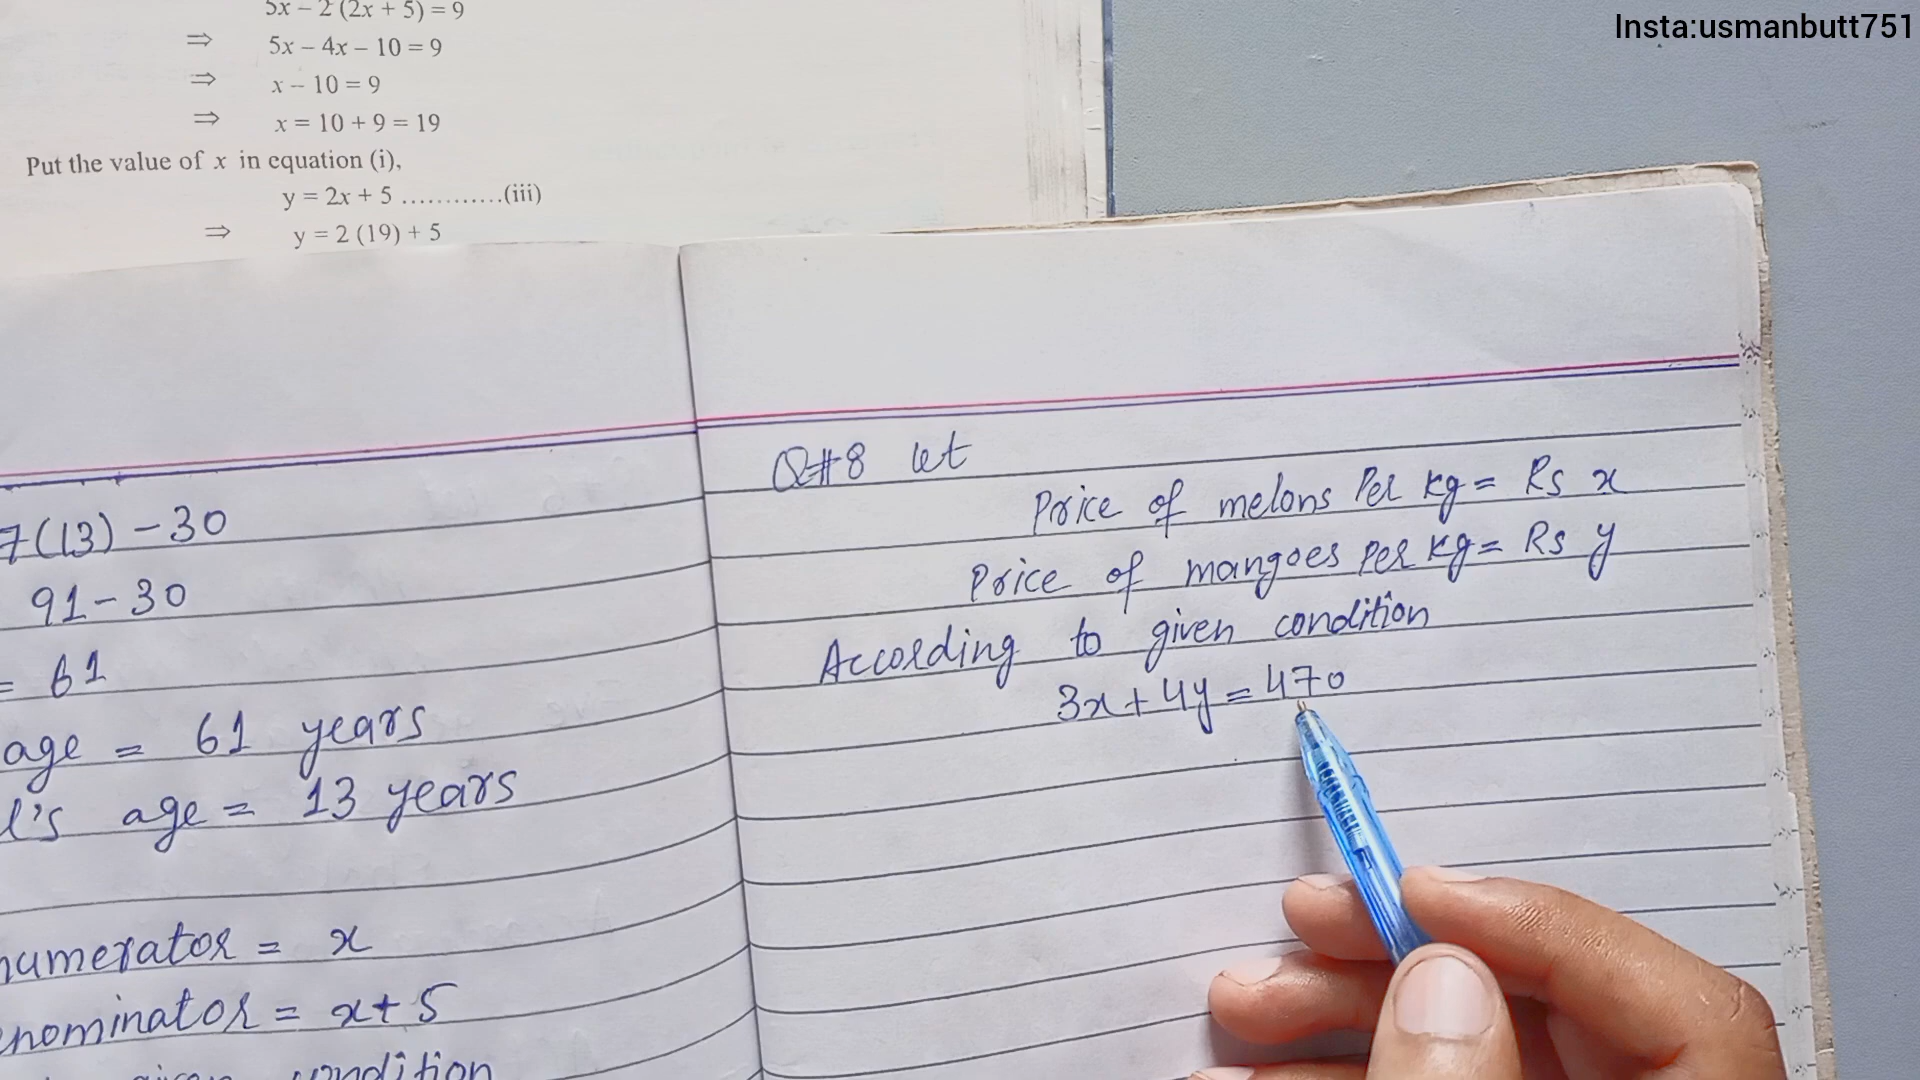 Insta:usmanbutt751
5x – 2 (2x + 5) = 9
⇒ 5x – 4x – 10 = 9
⇒ x – 10 = 9
⇒ x = 10 + 9 = 19
Put the value of x in equation (i),
y = 2x + 5 ............(iii)
⇒ y = 2 (19) + 5
7(13) - 30
91 - 30
= 61
age = 61 years
l's age = 13 years
numerator = x
enominator = x + 5
given condition
Q#8 let
Price of melons Per kg = Rs x
Price of mangoes Per kg = Rs y
According to given condition
3x + 4y = 470